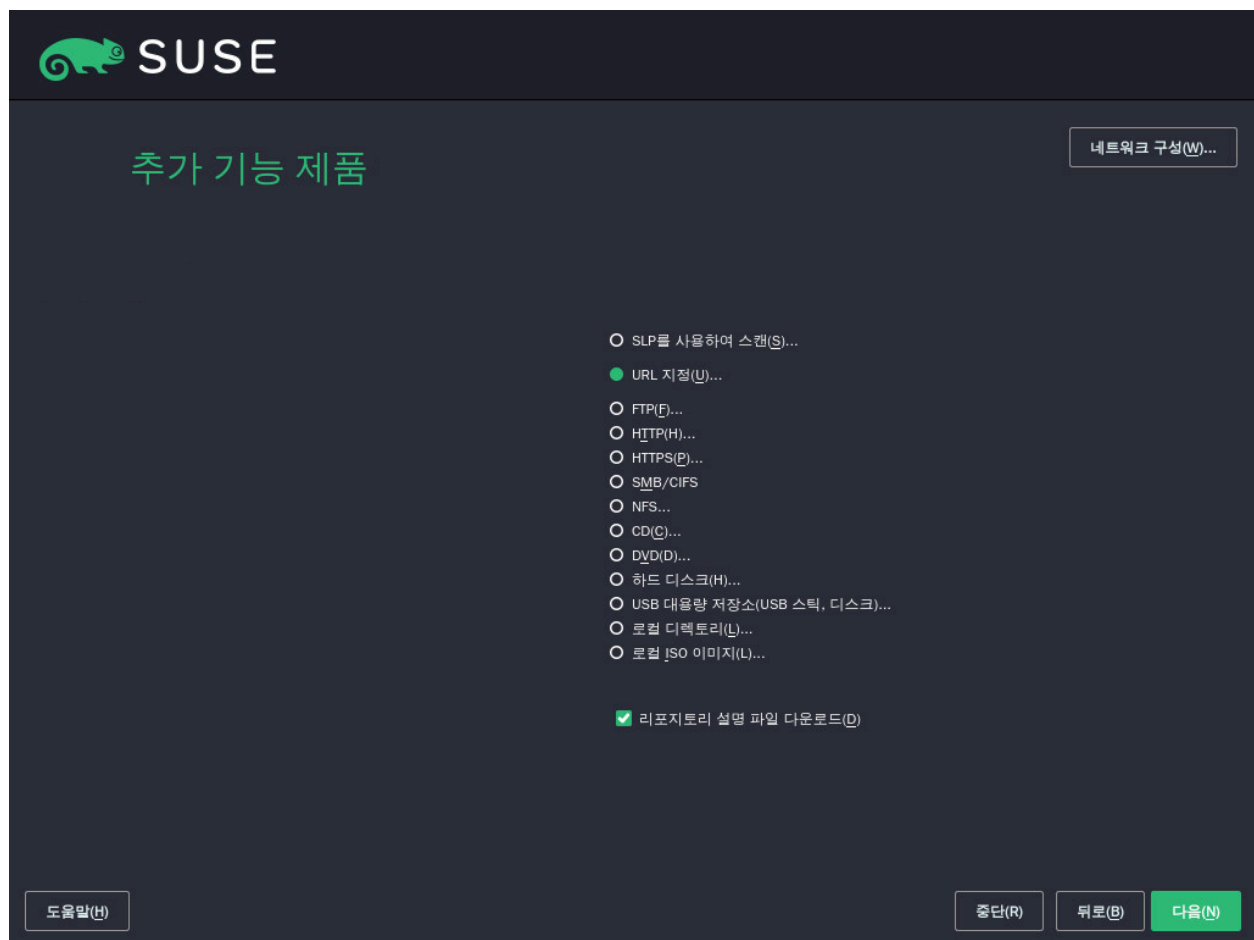 SUSE
추가 기능 제품
네트워크 구성(W)...
SLP를 사용하여 스캔(S)...
URL 지정(U)...
FTP(F)...
HTTP(H)...
HTTPS(P)...
SMB/CIFS
NFS...
CD(C)...
DVD(D)...
하드 디스크(H)...
USB 대용량 저장소(USB 스틱, 디스크)...
로컬 디렉토리(L)...
로컬 ISO 이미지(L)...
리포지토리 설명 파일 다운로드(D)
도움말(H)
중단(R)
뒤로(B)
다음(N)